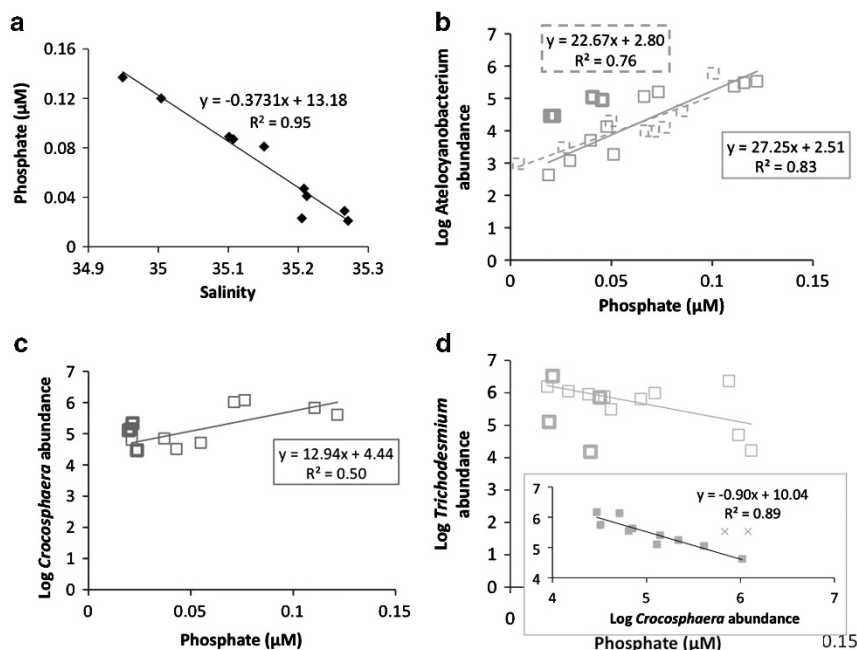 a
Phosphate (µM)
0.16
0.12
0.08
0.04
0
34.9
35
35.1
35.2
35.3
Salinity
y = -0.3731x + 13.18
R² = 0.95
b
Log Atelocyanobacterium
abundance
7
6
5
4
3
2
1
0
0
0.05
0.1
0.15
Phosphate (µM)
y = 22.67x + 2.80
R² = 0.76
y = 27.25x + 2.51
R² = 0.83
c
Log Crocosphaera abundance
7
6
5
4
3
2
1
0
0
0.05
0.1
0.15
Phosphate (µM)
y = 12.94x + 4.44
R² = 0.50
d
Log Trichodesmium
abundance
7
6
5
4
3
2
1
0
0
0.15
Phosphate (µM)
7
6
5
4
4
5
6
7
Log Crocosphaera abundance
y = -0.90x + 10.04
R² = 0.89